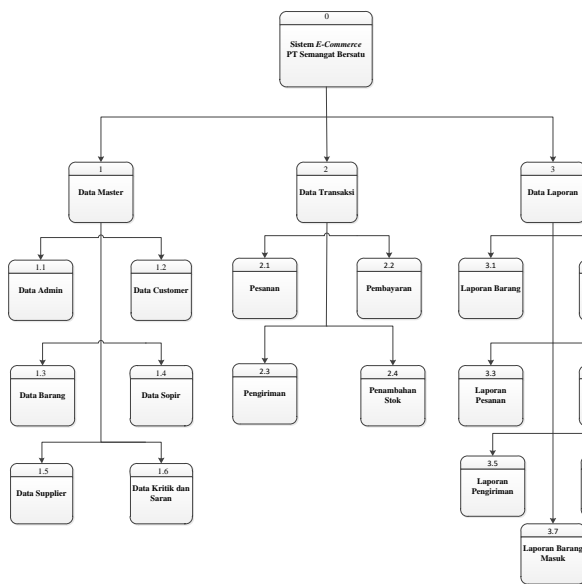 0
Sistem E-Commerce
PT Semangat Bersatu
1
Data Master
2
Data Transaksi
3
Data Laporan
1.1
Data Admin
1.2
Data Customer
2.1
Pesanan
2.2
Pembayaran
3.1
Laporan Barang
1.3
Data Barang
1.4
Data Sopir
2.3
Pengiriman
2.4
Penambahan
Stok
3.3
Laporan
Pesanan
1.5
Data Supplier
1.6
Data Kritik dan
Saran
3.5
Laporan
Pengiriman
3.7
Laporan Barang
Masuk